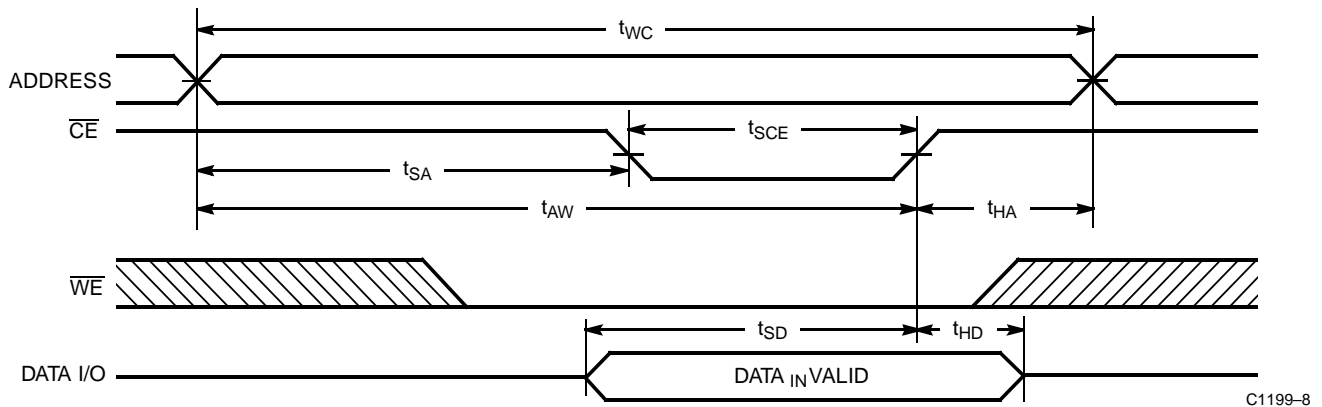 tWC
ADDRESS
CE
tSCE
tSA
tAW
tHA
WE
tSD
tHD
DATA I/O
DATA IN VALID
C1199–8